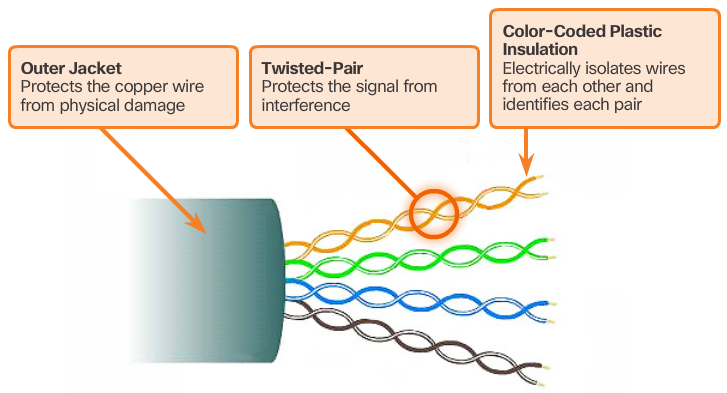 Outer Jacket
Protects the copper wire
from physical damage
Twisted-Pair
Protects the signal from
interference
Color-Coded Plastic
Insulation
Electrically isolates wires
from each other and
identifies each pair